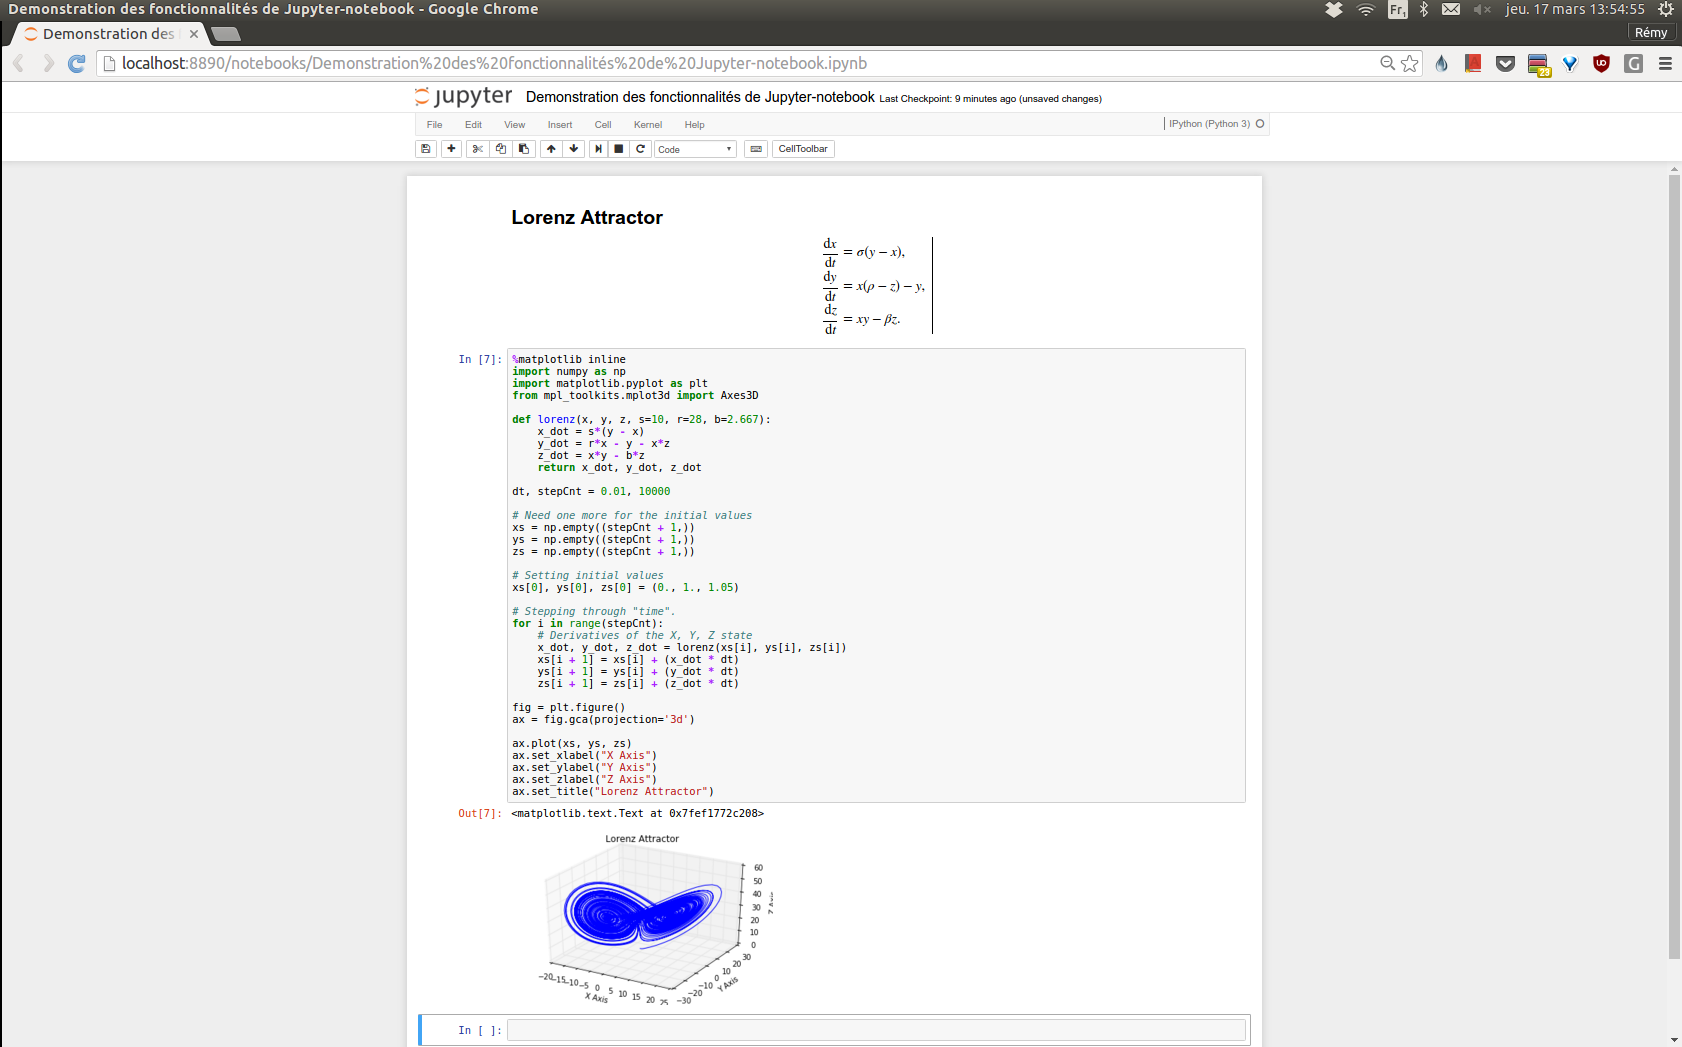 Demonstration des fonctionnalités de Jupyter-notebook - Google Chrome
Fr1
jeu. 17 mars 13:54:55
Demonstration des
Rémy
localhost:8890/notebooks/Demonstration%20des%20fonctionnalités%20de%20Jupyter-notebook.ipynb
23
UD
G
jupyter Demonstration des fonctionnalités de Jupyter-notebook Last Checkpoint: 9 minutes ago (unsaved changes)
File Edit View Insert Cell Kernel Help
IPython (Python 3)
Code
CellToolbar
Lorenz Attractor
dx/dt = σ(y − x),
dy/dt = x(ρ − z) − y,
dz/dt = xy − βz.
In [7]:
%matplotlib inline
import numpy as np
import matplotlib.pyplot as plt
from mpl_toolkits.mplot3d import Axes3D
def lorenz(x, y, z, s=10, r=28, b=2.667):
    x_dot = s*(y - x)
    y_dot = r*x - y - x*z
    z_dot = x*y - b*z
    return x_dot, y_dot, z_dot
dt, stepCnt = 0.01, 10000
# Need one more for the initial values
xs = np.empty((stepCnt + 1,))
ys = np.empty((stepCnt + 1,))
zs = np.empty((stepCnt + 1,))
# Setting initial values
xs[0], ys[0], zs[0] = (0., 1., 1.05)
# Stepping through "time".
for i in range(stepCnt):
    # Derivatives of the X, Y, Z state
    x_dot, y_dot, z_dot = lorenz(xs[i], ys[i], zs[i])
    xs[i + 1] = xs[i] + (x_dot * dt)
    ys[i + 1] = ys[i] + (y_dot * dt)
    zs[i + 1] = zs[i] + (z_dot * dt)
fig = plt.figure()
ax = fig.gca(projection='3d')
ax.plot(xs, ys, zs)
ax.set_xlabel("X Axis")
ax.set_ylabel("Y Axis")
ax.set_zlabel("Z Axis")
ax.set_title("Lorenz Attractor")
Out[7]: <matplotlib.text.Text at 0x7fef1772c208>
Lorenz Attractor
60
50
40
30
20
10
0
Z Axis
−20 −15 −10 −5 0 5 10 15 20 25
X Axis
−30 −20 −10 0 10 20 30
Y Axis
In [ ]: